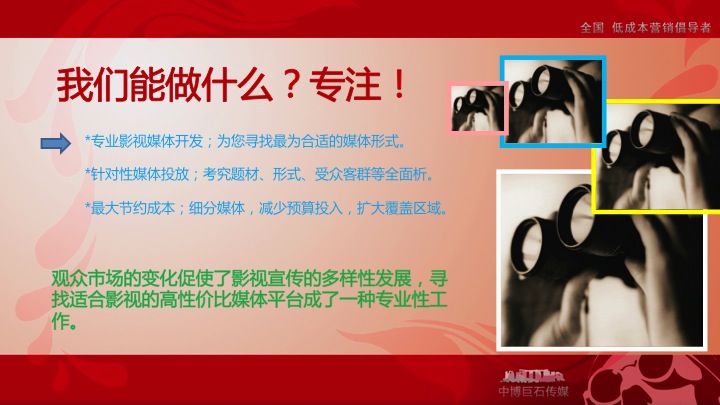 全国 低成本营销倡导者
我们能做什么？专注！
*专业影视媒体开发；为您寻找最为合适的媒体形式。
*针对性媒体投放；考究题材、形式、受众客群等全面析。
*最大节约成本；细分媒体，减少预算投入，扩大覆盖区域。
观众市场的变化促使了影视宣传的多样性发展，寻
找适合影视的高性价比媒体平台成了一种专业性工
作。
中博巨石传媒